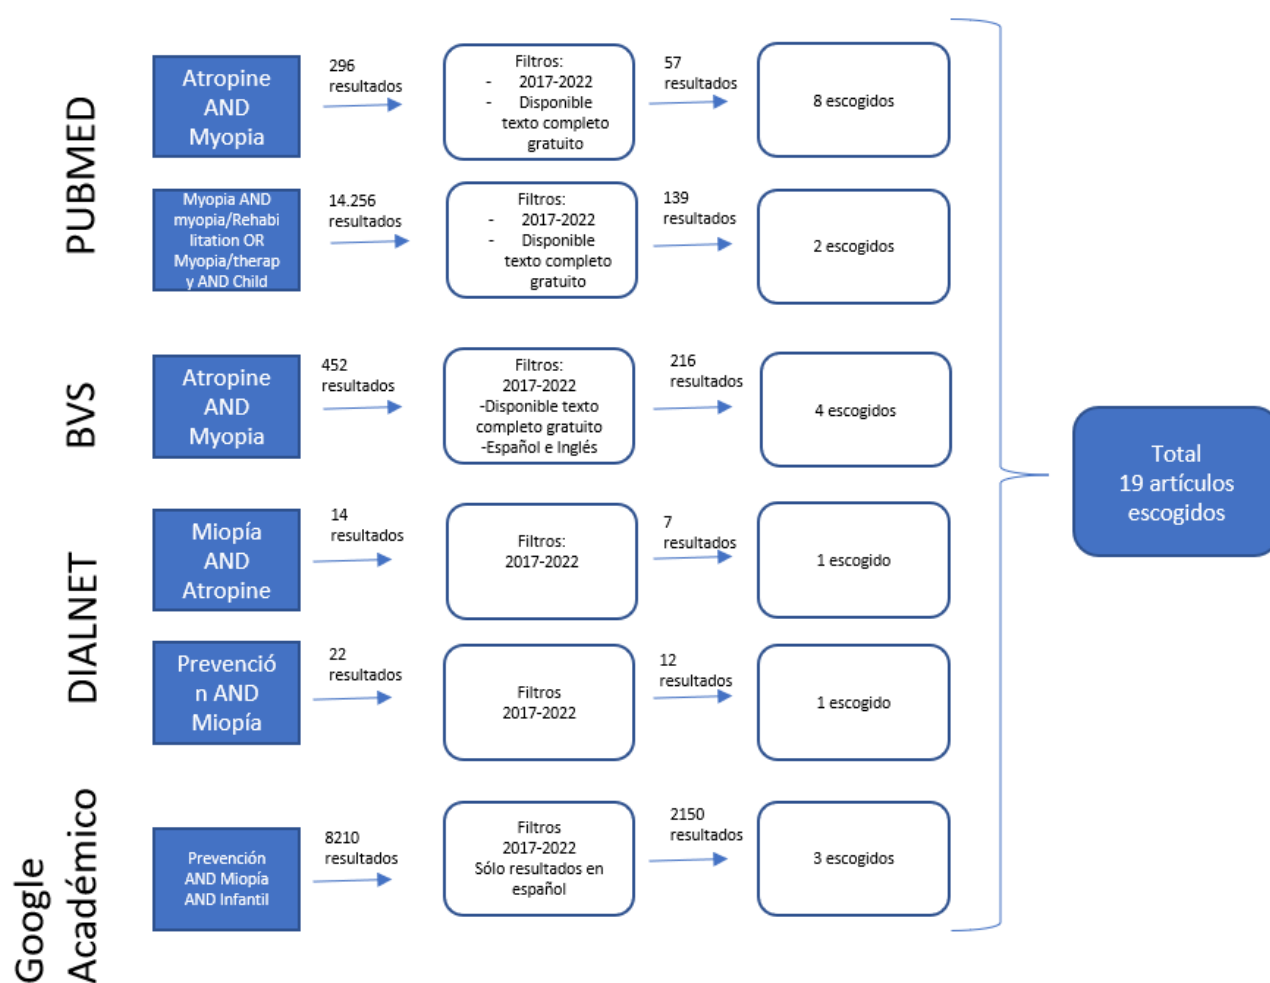 PUBMED
Atropine
AND
Myopia
296
resultados
Filtros:
- 2017-2022
- Disponible
texto completo
gratuito
57
resultados
8 escogidos
Myopia AND
myopia/Rehabi
litation OR
Myopia/therap
y AND Child
14.256
resultados
Filtros:
- 2017-2022
- Disponible
texto completo
gratuito
139
resultados
2 escogidos
BVS
Atropine
AND
Myopia
452
resultados
Filtros:
2017-2022
-Disponible texto
completo gratuito
-Español e Inglés
216
resultados
4 escogidos
DIALNET
Miopía
AND
Atropine
14
resultados
Filtros:
2017-2022
7
resultados
1 escogido
Prevenció
n AND
Miopía
22
resultados
Filtros
2017-2022
12
resultados
1 escogido
Google
Académico
Prevención
AND Miopía
AND Infantil
8210
resultados
Filtros
2017-2022
Sólo resultados en
español
2150
resultados
3 escogidos
Total
19 artículos
escogidos